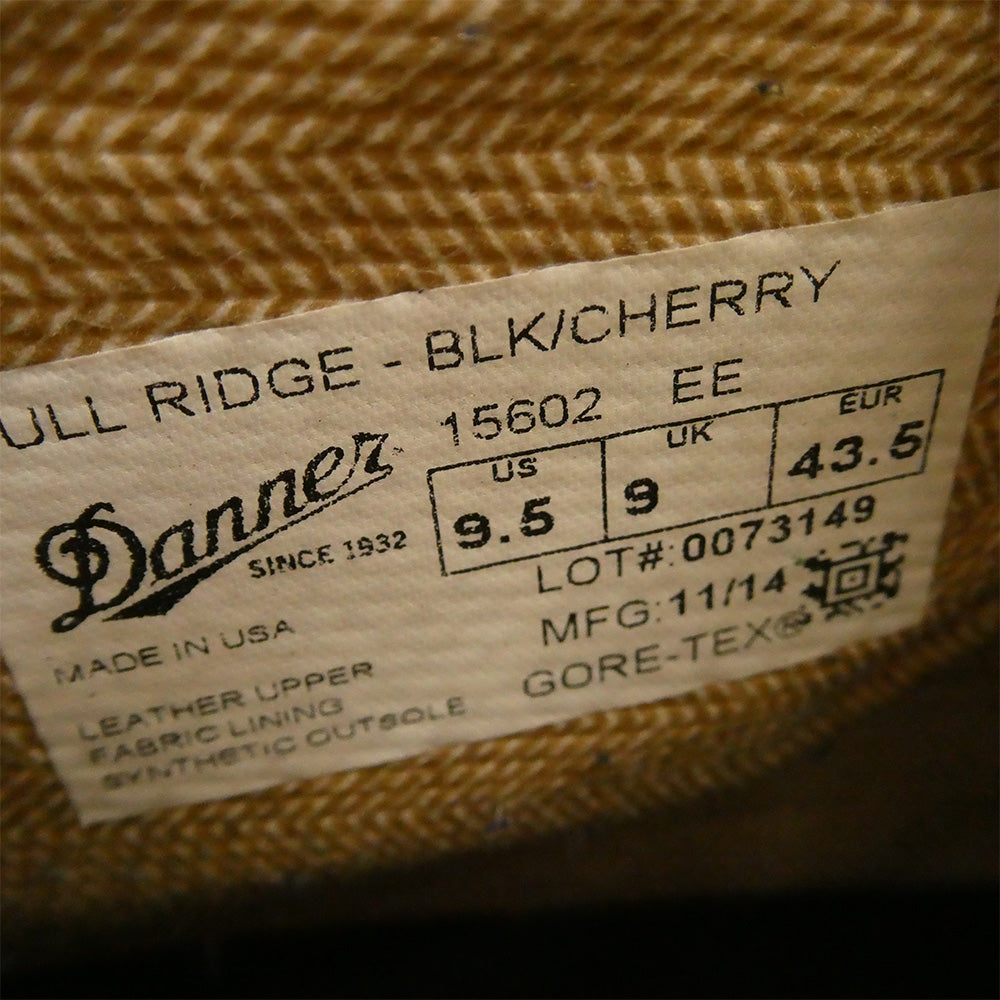 ULL RIDGE - BLK/CHERRY
15602 EE
Danner
SINCE 1932
US UK EUR
9.5 9 43.5
LOT#:0073149
MFG:11/14
GORE-TEX®
MADE IN USA
LEATHER UPPER
FABRIC LINING
SYNTHETIC OUTSOLE